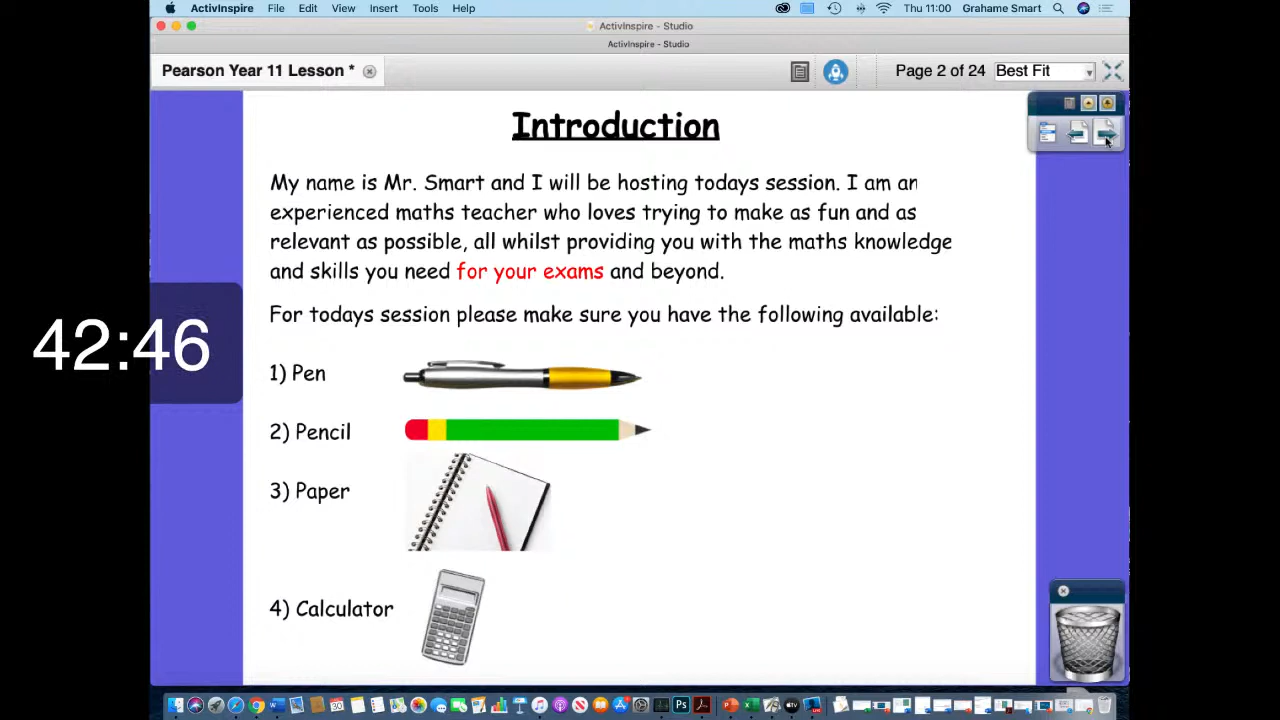 ActivInspire File Edit View Insert Tools Help Thu 11:00 Grahame Smart
ActivInspire - Studio
ActivInspire - Studio
Pearson Year 11 Lesson * Page 2 of 24 Best Fit
Introduction
My name is Mr. Smart and I will be hosting todays session. I am an
experienced maths teacher who loves trying to make as fun and as
relevant as possible, all whilst providing you with the maths knowledge
and skills you need for your exams and beyond.
For todays session please make sure you have the following available:
42:46
1) Pen
2) Pencil
3) Paper
4) Calculator